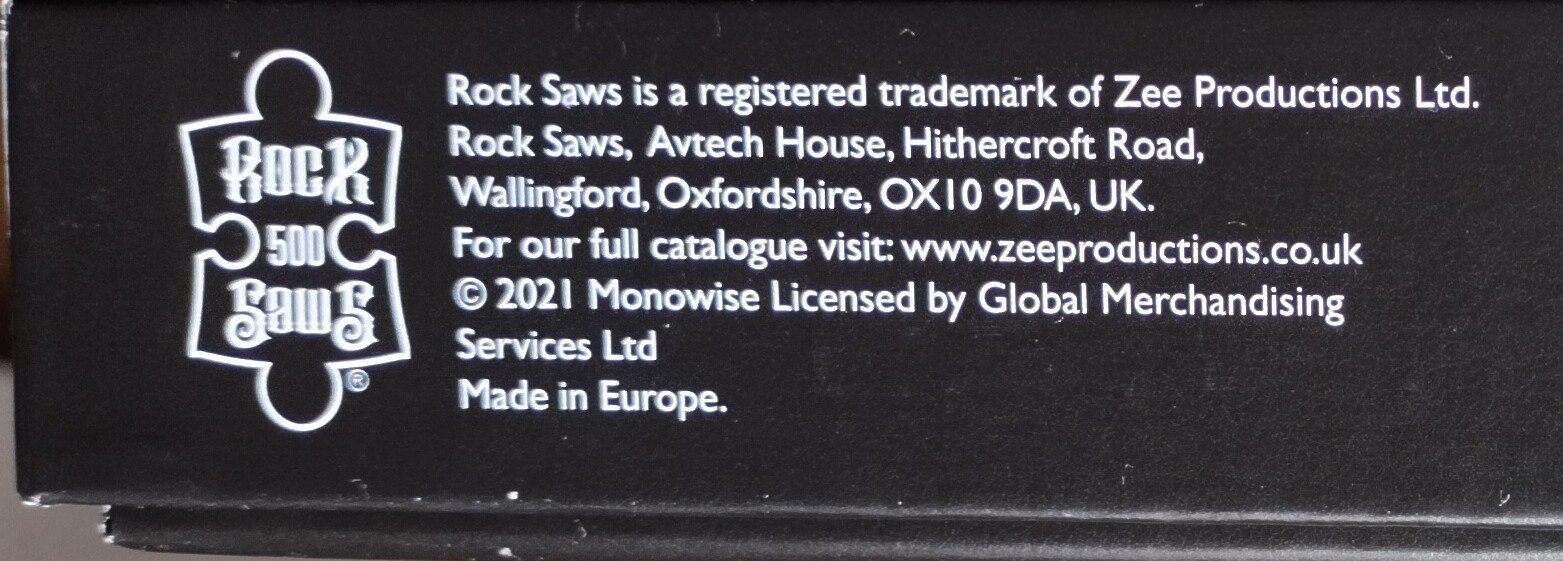 Rock
500
Saws
®
Rock Saws is a registered trademark of Zee Productions Ltd.
Rock Saws, Avtech House, Hithercroft Road,
Wallingford, Oxfordshire, OX10 9DA, UK.
For our full catalogue visit: www.zeeproductions.co.uk
© 2021 Monowise Licensed by Global Merchandising
Services Ltd
Made in Europe.